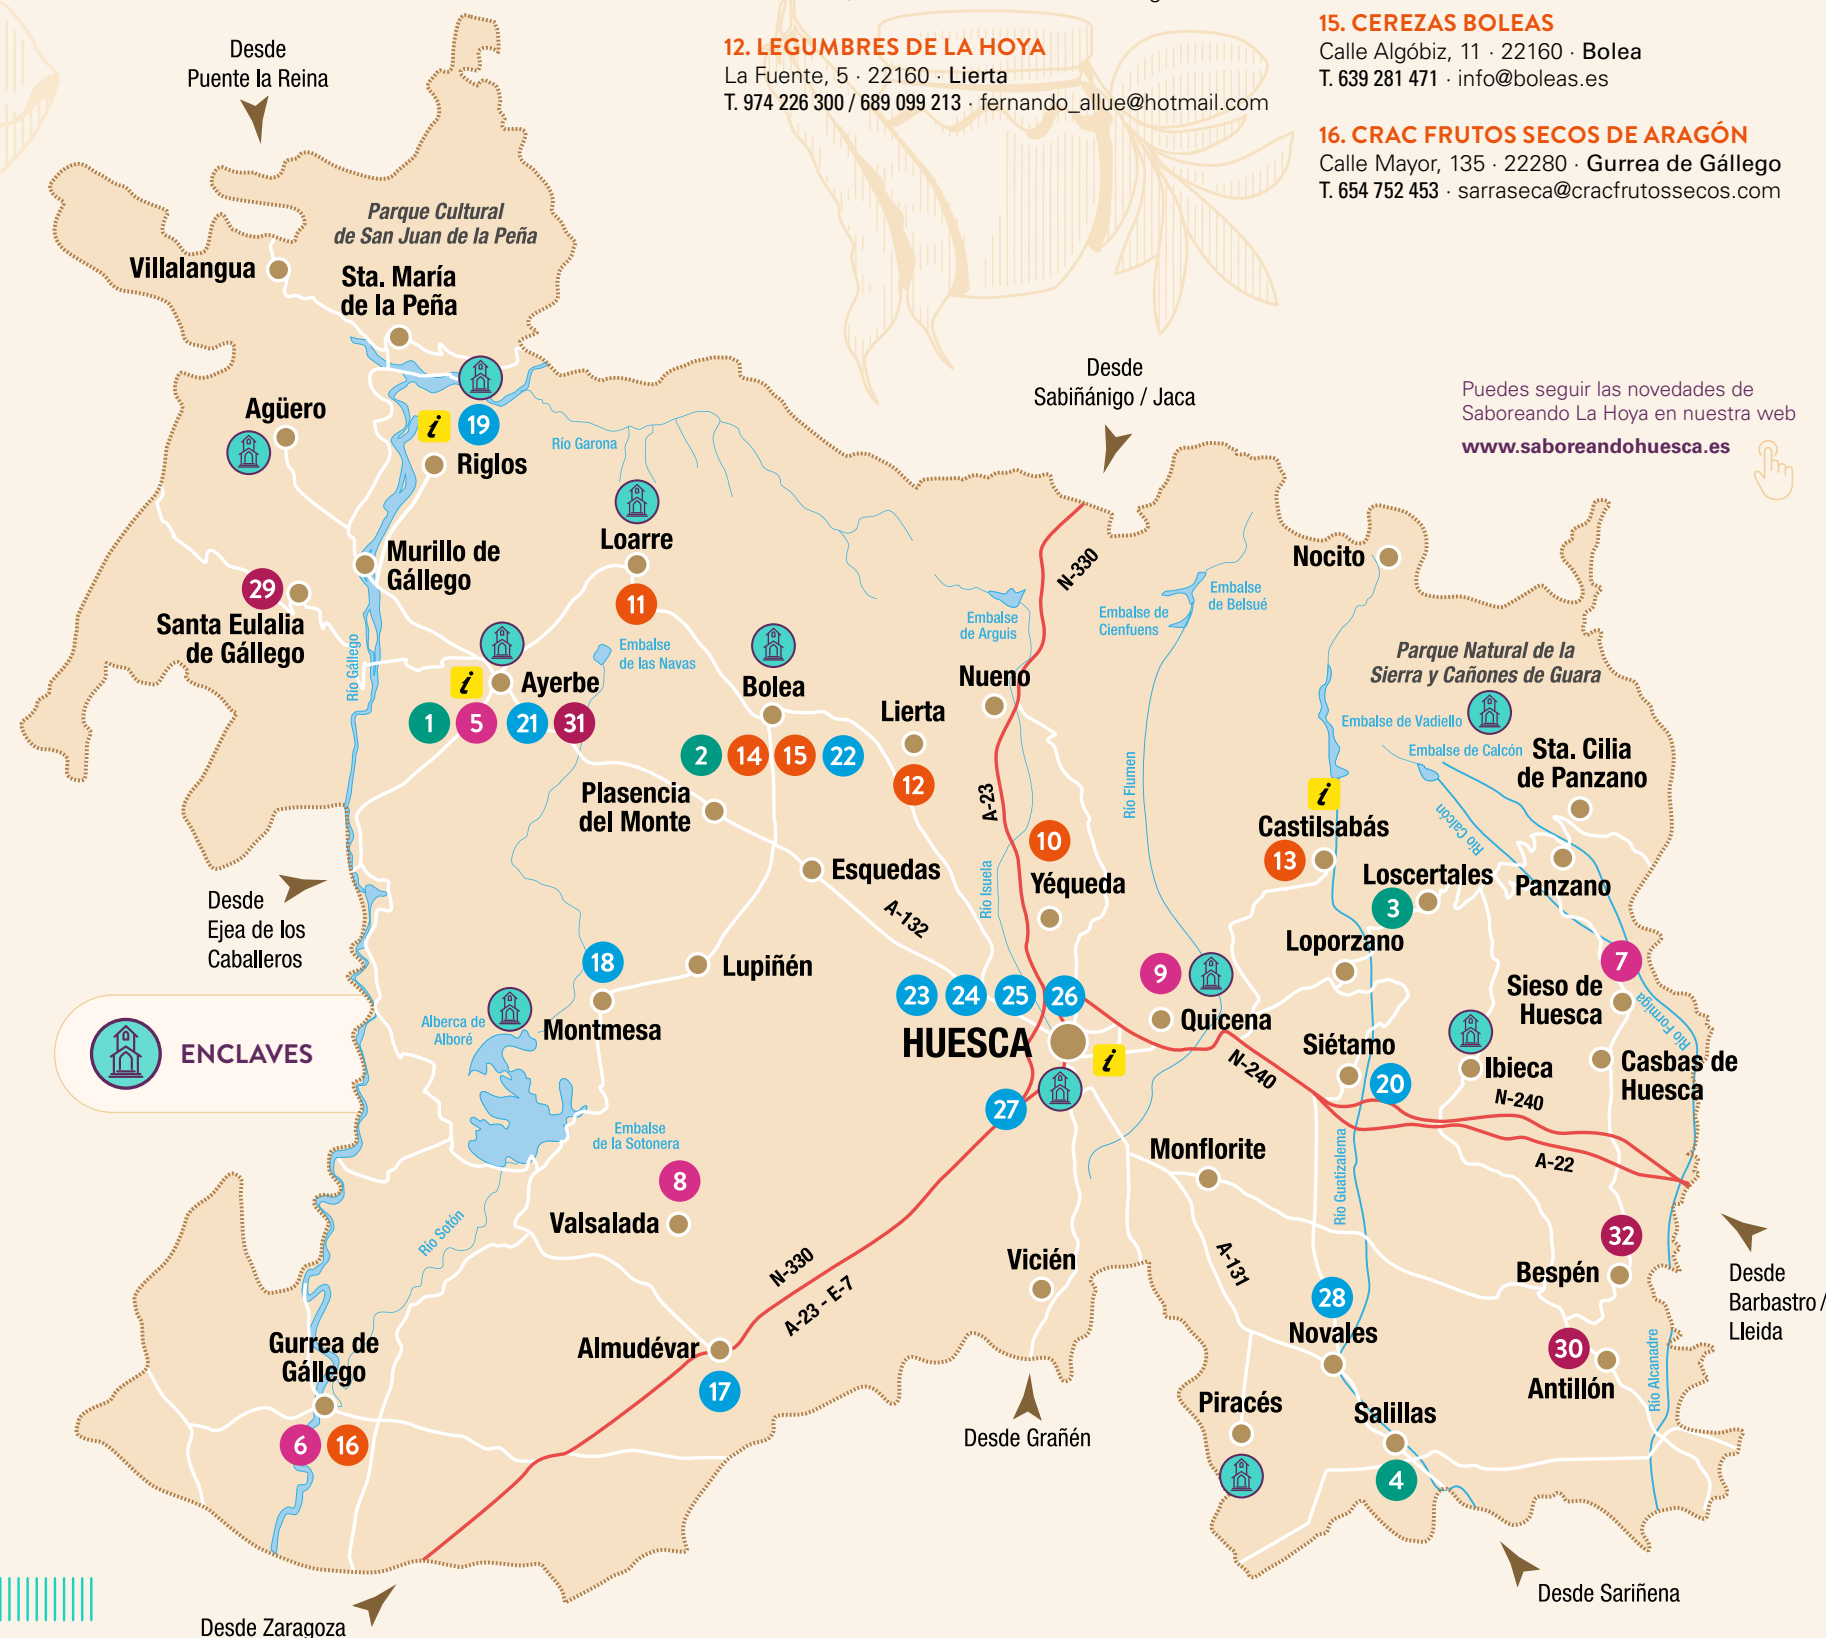 12. LEGUMBRES DE LA HOYA
La Fuente, 5 · 22160 · Lierta
T. 974 226 300 / 689 099 213 · fernando_allue@hotmail.com
15. CEREZAS BOLEAS
Calle Algóbiz, 11 · 22160 · Bolea
T. 639 281 471 · info@boleas.es
16. CRAC FRUTOS SECOS DE ARAGÓN
Calle Mayor, 135 · 22280 · Gurrea de Gállego
T. 654 752 453 · sarraseca@cracfrutossecos.com
Puedes seguir las novedades de
Saboreando La Hoya en nuestra web
www.saboreandohuesca.es
Desde
Puente la Reina
Parque Cultural
de San Juan de la Peña
Villalangua
Sta. María
de la Peña
Desde
Sabiñánigo / Jaca
Agüero
i
19
Riglos
Río Garona
Loarre
11
Murillo de
Gállego
29
Santa Eulalia
de Gállego
Río Gállego
i
Ayerbe
1
5
21
31
Embalse
de las Navas
Bolea
2
14
15
22
Lierta
12
Plasencia
del Monte
Esquedas
A-132
Nueno
N-330
A-23
Embalse
de Arguis
Embalse de
Cienfuens
Embalse
de Belsué
Nocito
Parque Natural de la
Sierra y Cañones de Guara
Embalse de Vadiello
Embalse de Calcón
Sta. Cilia
de Panzano
Río Flumen
Río Isuela
10
Yéqueda
i
Castilsabás
13
Loscertales
3
Río Calcón
Panzano
Loporzano
7
Sieso de
Huesca
Río Formiga
Desde
Ejea de los
Caballeros
18
Lupiñén
Montmesa
Alberca de
Alboré
ENCLAVES
23
24
25
26
HUESCA
i
27
9
Quicena
N-240
Siétamo
20
Ibieca
N-240
Casbas de
Huesca
A-22
Embalse
de la Sotonera
8
Valsalada
Río Sotón
Monflorite
Río Guatizalema
N-330
A-23 - E-7
Vicién
A-131
32
Bespén
Desde
Barbastro /
Lleida
28
Novales
30
Antillón
Río Alcanadre
Gurrea de
Gállego
6
16
Almudévar
17
Desde Grañén
Piracés
Salillas
4
Desde Sariñena
Desde Zaragoza